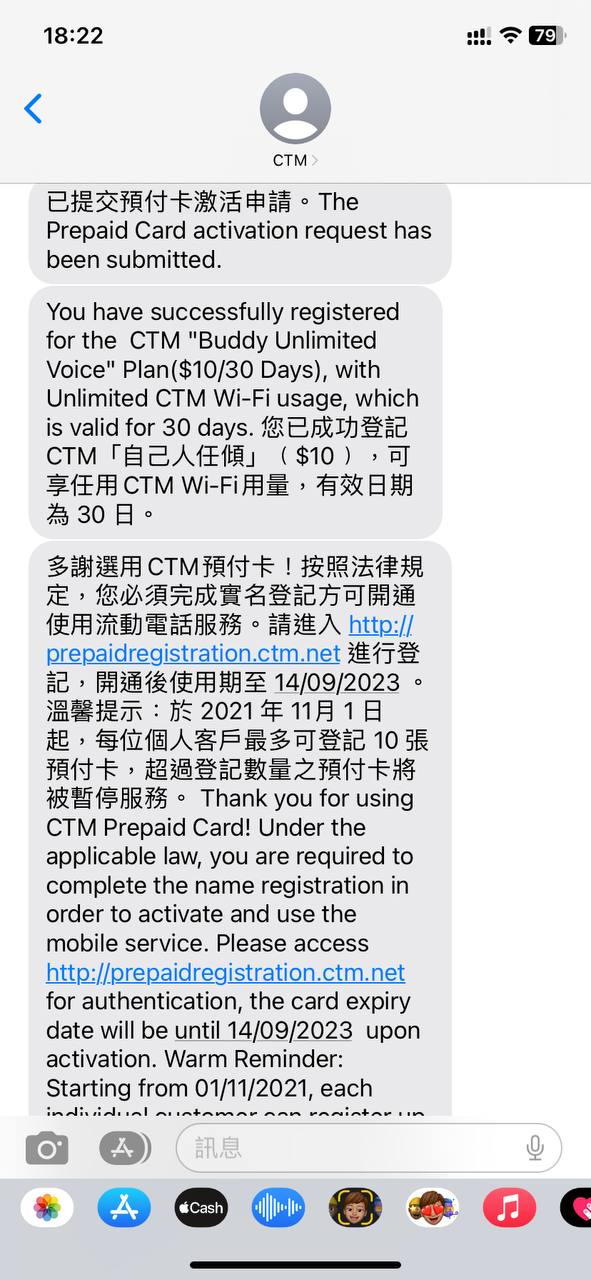 18:22
79
CTM
已提交預付卡激活申請。The
Prepaid Card activation request has
been submitted.
You have successfully registered
for the  CTM "Buddy Unlimited
Voice" Plan($10/30 Days), with
Unlimited CTM Wi-Fi usage, which
is valid for 30 days. 您已成功登記
CTM「自己人任傾」（ $10 ），可
享任用CTM Wi-Fi用量，有效日期
為 30 日。
多謝選用CTM預付卡！按照法律規
定，您必須完成實名登記方可開通
使用流動電話服務。請進入 http://
prepaidregistration.ctm.net 進行登
記，開通後使用期至 14/09/2023 。
溫馨提示：於 2021 年 11月 1 日
起，每位個人客戶最多可登記 10 張
預付卡，超過登記數量之預付卡將
被暫停服務。 Thank you for using
CTM Prepaid Card! Under the
applicable law, you are required to
complete the name registration in
order to activate and use the
mobile service. Please access
http://prepaidregistration.ctm.net
for authentication, the card expiry
date will be until 14/09/2023  upon
activation. Warm Reminder:
Starting from 01/11/2021, each
individual customer can register up
訊息
Cash